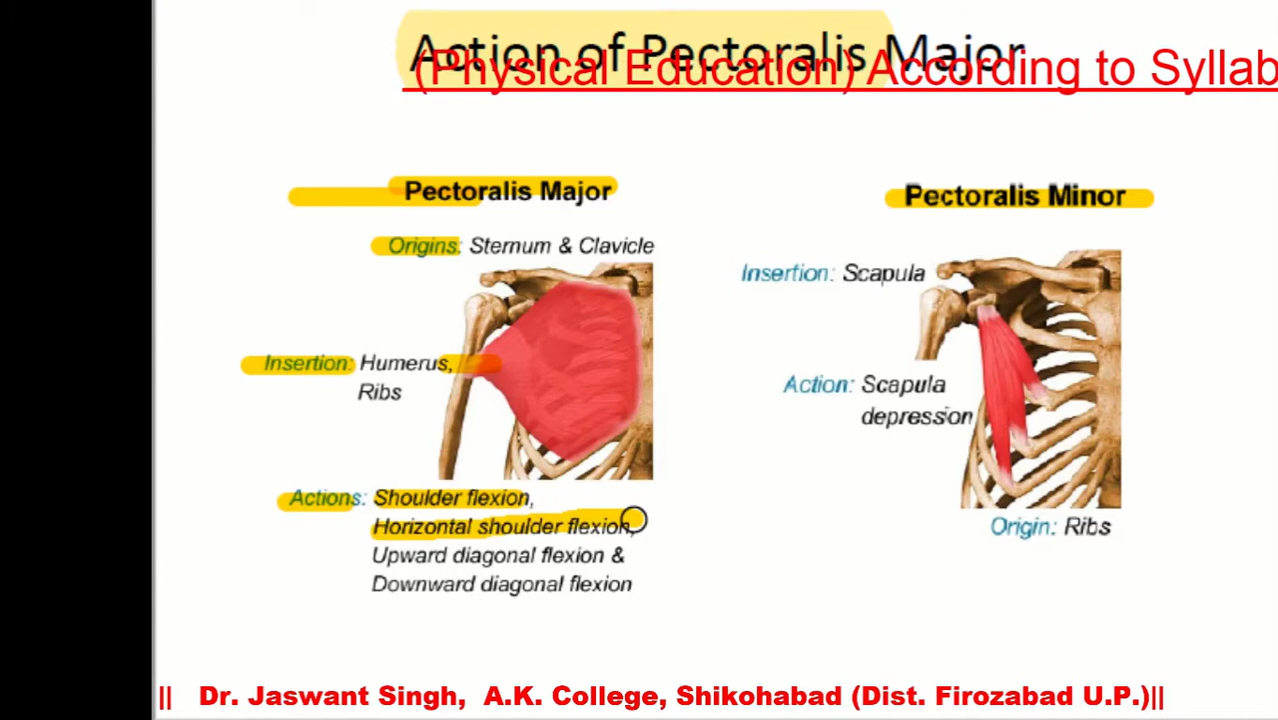 Action of Pectoralis Major
(Physical Education) According to Syllab
Pectoralis Major
Origins: Sternum & Clavicle
Insertion: Humerus,
Ribs
Actions: Shoulder flexion,
Horizontal shoulder flexion,
Upward diagonal flexion &
Downward diagonal flexion
Pectoralis Minor
Insertion: Scapula
Action: Scapula
depression
Origin: Ribs
|| Dr. Jaswant Singh, A.K. College, Shikohabad (Dist. Firozabad U.P.)||